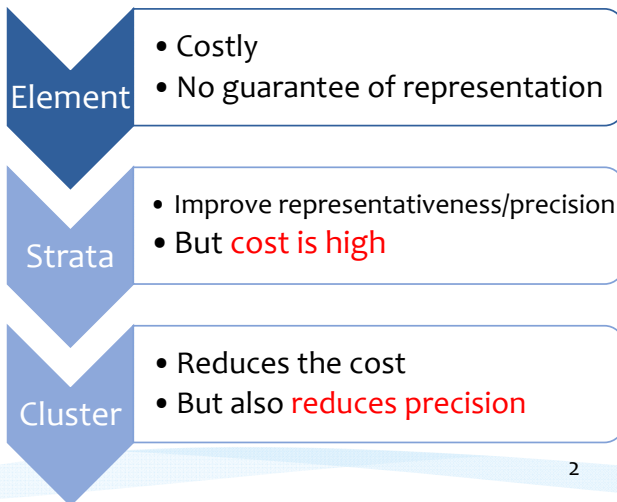 Element
• Costly
• No guarantee of representation
Strata
• Improve representativeness/precision
• But cost is high
Cluster
• Reduces the cost
• But also reduces precision
2